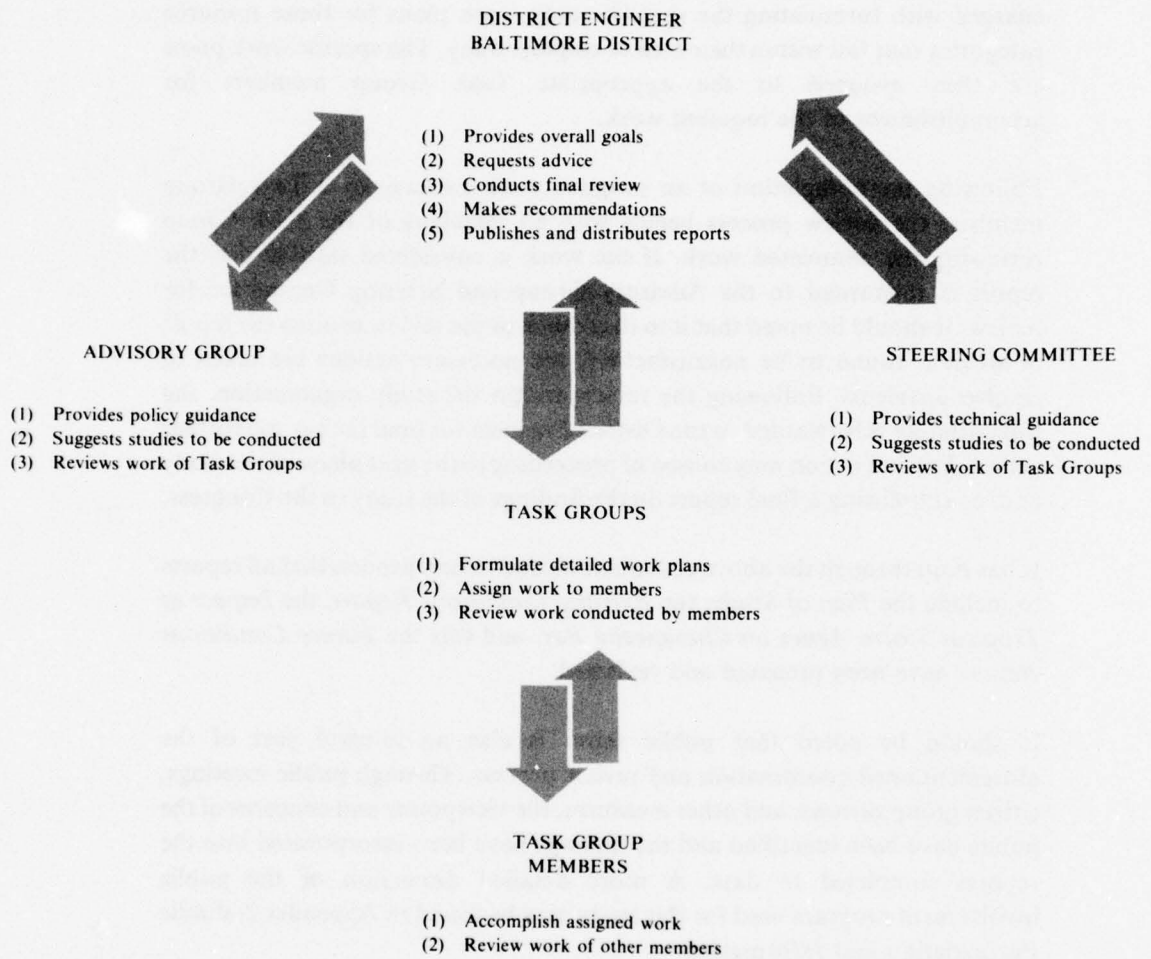 DISTRICT ENGINEER
BALTIMORE DISTRICT
(1) Provides overall goals
(2) Requests advice
(3) Conducts final review
(4) Makes recommendations
(5) Publishes and distributes reports
ADVISORY GROUP
(1) Provides policy guidance
(2) Suggests studies to be conducted
(3) Reviews work of Task Groups
STEERING COMMITTEE
(1) Provides technical guidance
(2) Suggests studies to be conducted
(3) Reviews work of Task Groups
TASK GROUPS
(1) Formulate detailed work plans
(2) Assign work to members
(3) Review work conducted by members
TASK GROUP
MEMBERS
(1) Accomplish assigned work
(2) Review work of other members